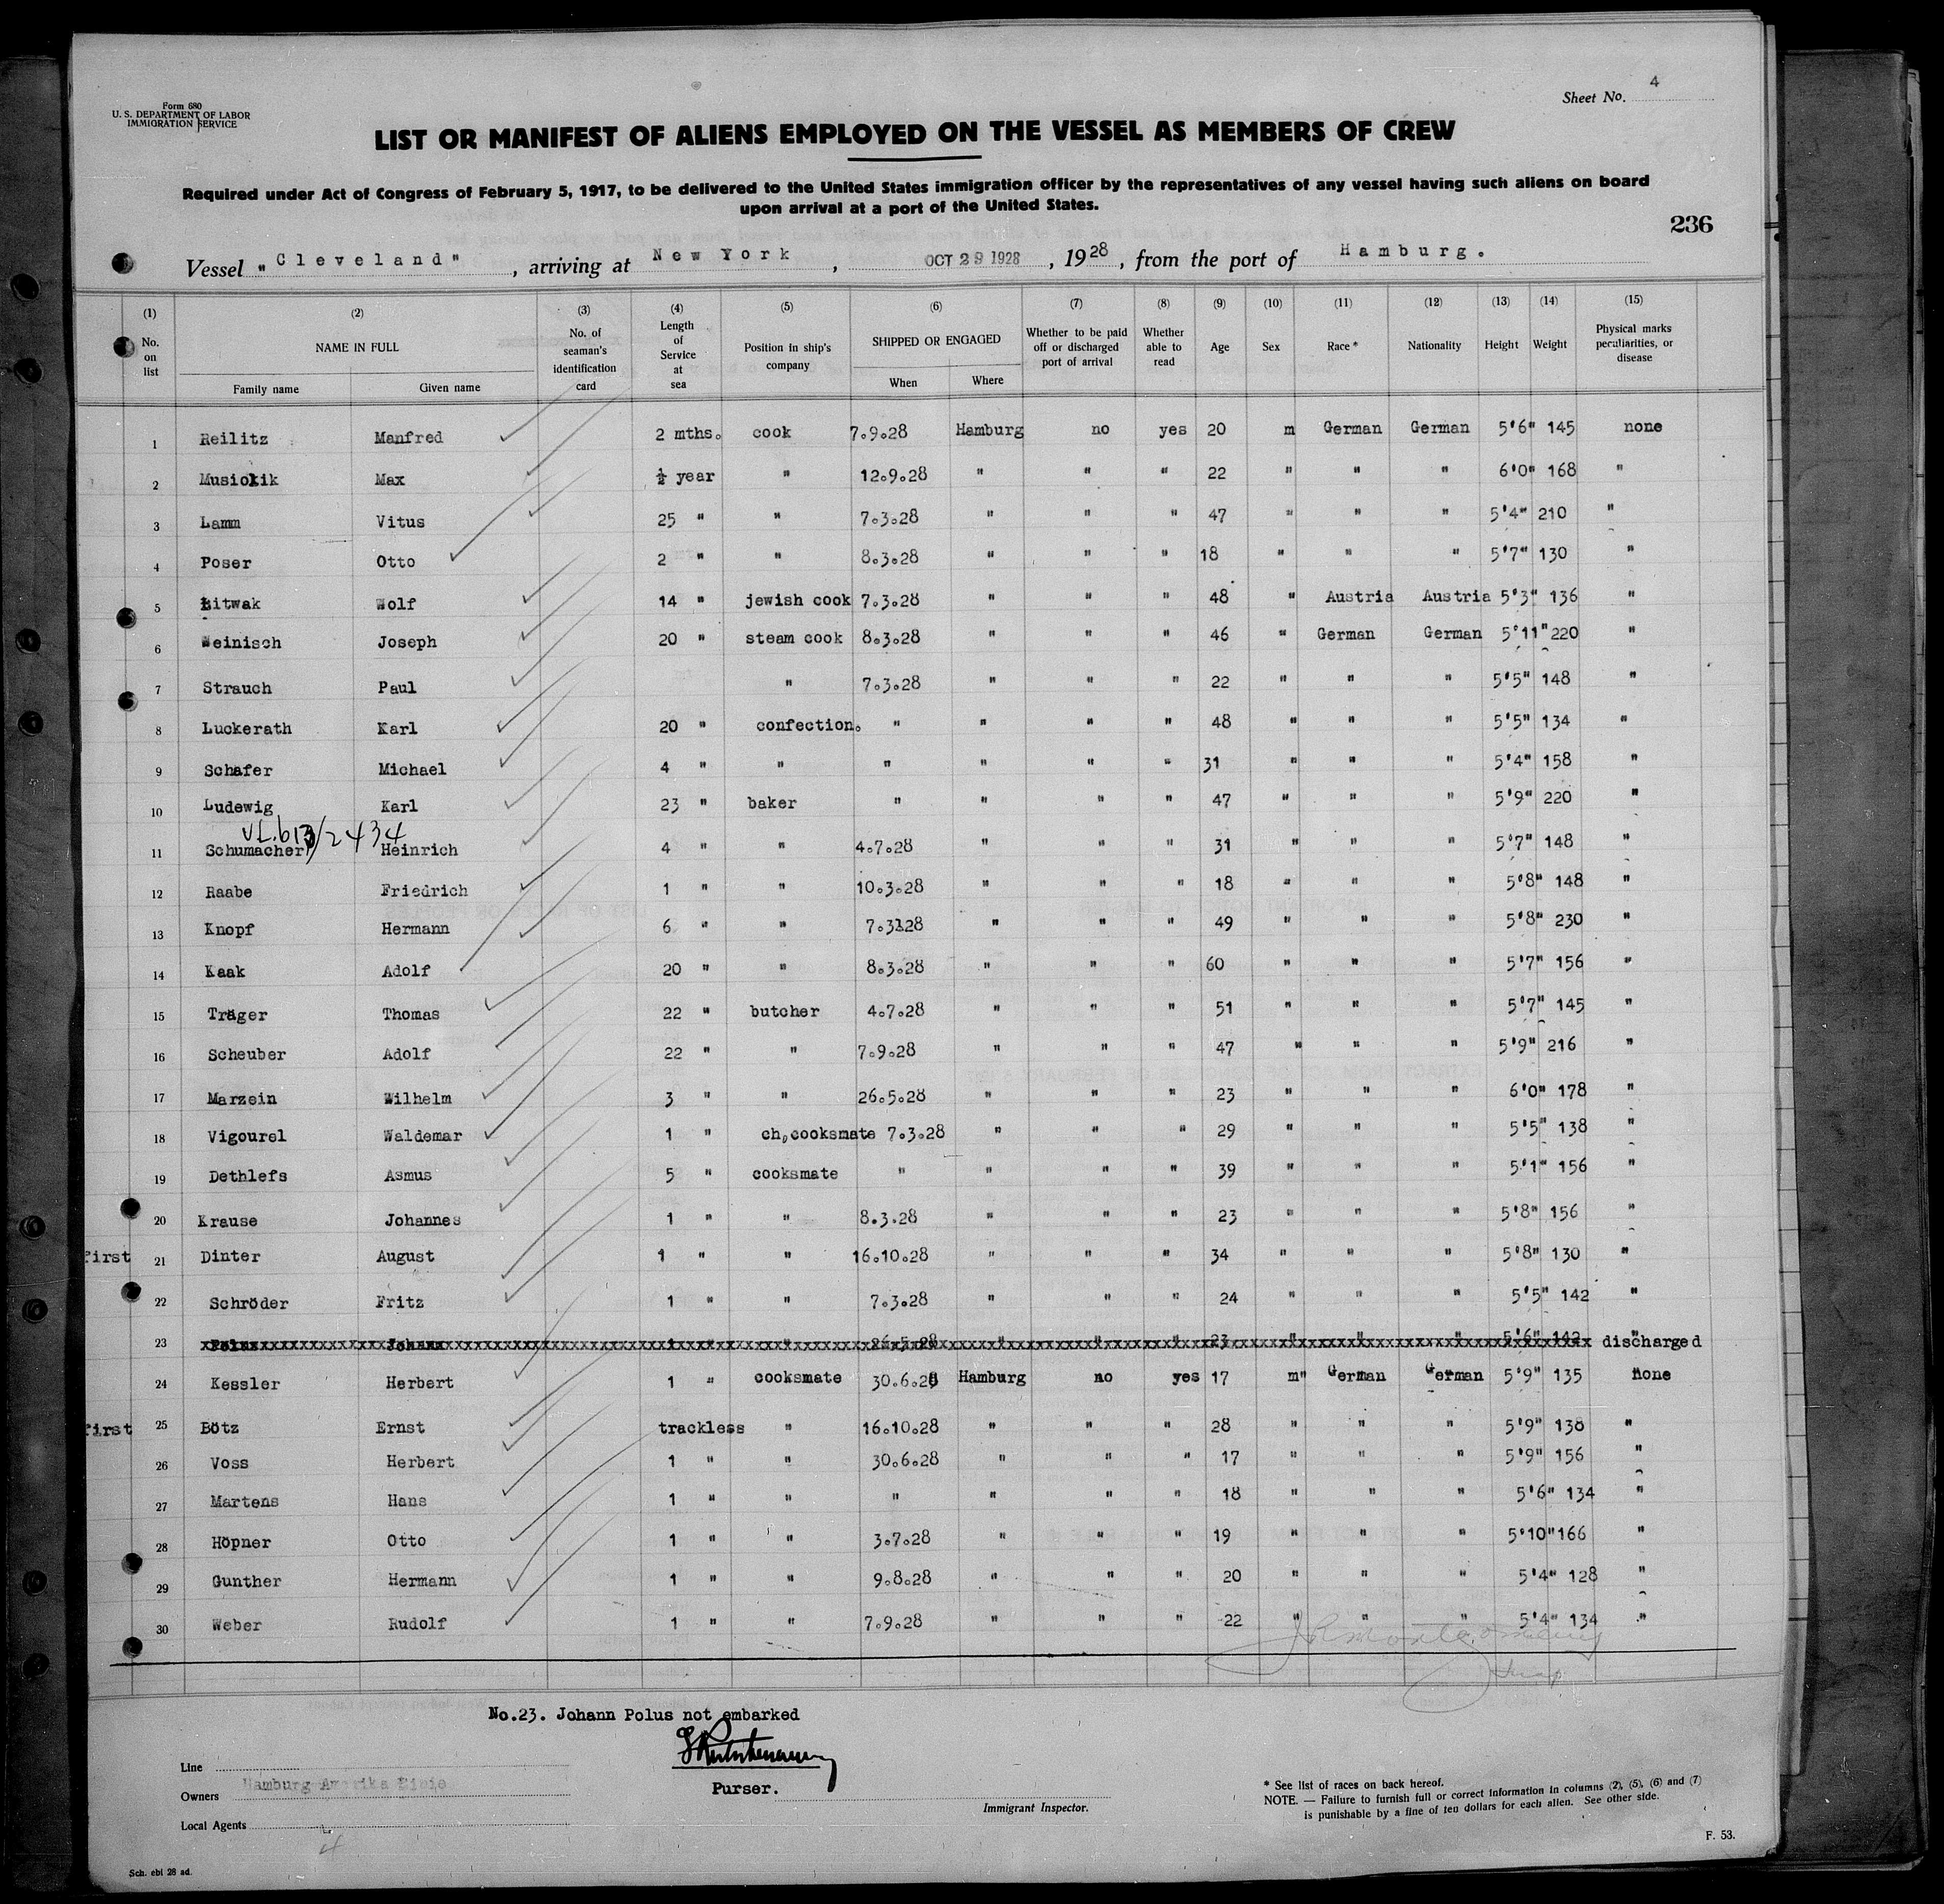 Form 680
U. S. DEPARTMENT OF LABOR
IMMIGRATION SERVICE
Sheet No. 4
LIST OR MANIFEST OF ALIENS EMPLOYED ON THE VESSEL AS MEMBERS OF CREW
Required under Act of Congress of February 5, 1917, to be delivered to the United States immigration officer by the representatives of any vessel having such aliens on board
upon arrival at a port of the United States.
236
Vessel "Cleveland", arriving at New York, OCT 29 1928, 1928, from the port of Hamburg.
(1) (2) (3) (4) (5) (6) (7) (8) (9) (10) (11) (12) (13) (14) (15)
No. on list NAME IN FULL Family name Given name No. of seaman's identification card Length of Service at sea Position in ship's company SHIPPED OR ENGAGED When Where Whether to be paid off or discharged port of arrival Whether able to read Age Sex Race* Nationality Height Weight Physical marks peculiarities, or disease
1 Reilitz Manfred 2 mths. cook 7.9.28 Hamburg no yes 20 m German German 5'6" 145 none
2 Musiolik Max ½ year " 12.9.28 " " " 22 " " " 6'0" 168 "
3 Lamm Vitus 25 " " 7.3.28 " " " 47 " " " 5'4" 210 "
4 Poser Otto 2 " " 8.3.28 " " " 18 " " " 5'7" 130 "
5 Litwak Wolf 14 " jewish cook 7.3.28 " " " 48 " Austria Austria 5'3" 136 "
6 Weinisch Joseph 20 " steam cook 8.3.28 " " " 46 " German German 5'11" 220 "
7 Strauch Paul " 7.3.28 " " " 22 " " " 5'5" 148 "
8 Luckerath Karl 20 " confection. " " " " 48 " " " 5'5" 134 "
9 Schafer Michael 4 " " " " " " 31 " " " 5'4" 158 "
10 Ludewig Karl 23 " baker " " " " 47 " " " 5'9" 220 "
11 Schumacher Heinrich 4 " " 4.7.28 " " " 31 " " " 5'7" 148 "
12 Raabe Friedrich 1 " " 10.3.28 " " " 18 " " " 5'8" 148 "
13 Knopf Hermann 6 " " 7.3128 " " " 49 " " " 5'8" 230 "
14 Kaak Adolf 20 " " 8.3.28 " " " 60 " " " 5'7" 156 "
15 Träger Thomas 22 " butcher 4.7.28 " " " 51 " " " 5'7" 145 "
16 Scheuber Adolf 22 " " 7.9.28 " " " 47 " " " 5'9" 216 "
17 Marzein Wilhelm 3 " " 26.5.28 " " " 23 " " " 6'0" 178 "
18 Vigourel Waldemar 1 " ch,cooksmate 7.3.28 " " " 29 " " " 5'5" 138 "
19 Dethlefs Asmus 5 " cooksmate " " " " 39 " " " 5'1" 156 "
20 Krause Johannes 1 " " 8.3.28 " " " 23 " " " 5'8" 156 "
first 21 Dinter August 1 " " 16.10.28 " " " 34 " " " 5'8" 130 "
22 Schröder Fritz 1 " " 7.3.28 " " " 24 " " " 5'5" 142 "
23 Polus Johann 1 " " 26.5.28 " " " 23 " " " 5'6" 142 " discharged
24 Kessler Herbert 1 " cooksmate 30.6.28 Hamburg no yes 17 m" German German 5'9" 135 none
first 25 Bötz Ernst trackless " 16.10.28 " " " 28 " " " 5'9" 138 "
26 Voss Herbert 1 " " 30.6.28 " " " 17 " " " 5'9" 156 "
27 Martens Hans 1 " " " " " " 18 " " " 5'6" 134 "
28 Höpner Otto 1 " " 3.7.28 " " " 19 " " " 5'10" 166 "
29 Gunther Hermann 1 " " 9.8.28 " " " 20 " " " 5'4" 128 "
30 Weber Rudolf 1 " " 7.9.28 " " " 22 " " " 5'4" 134 "
No.23. Johann Polus not embarked
Purser.
Line
Owners Hamburg Amerika Linie
Local Agents
Immigrant Inspector.
* See list of races on back hereof.
NOTE. — Failure to furnish full or correct information in columns (2), (5), (6) and (7)
is punishable by a fine of ten dollars for each alien. See other side.
F. 53.
Sch. ebl 28 ad.